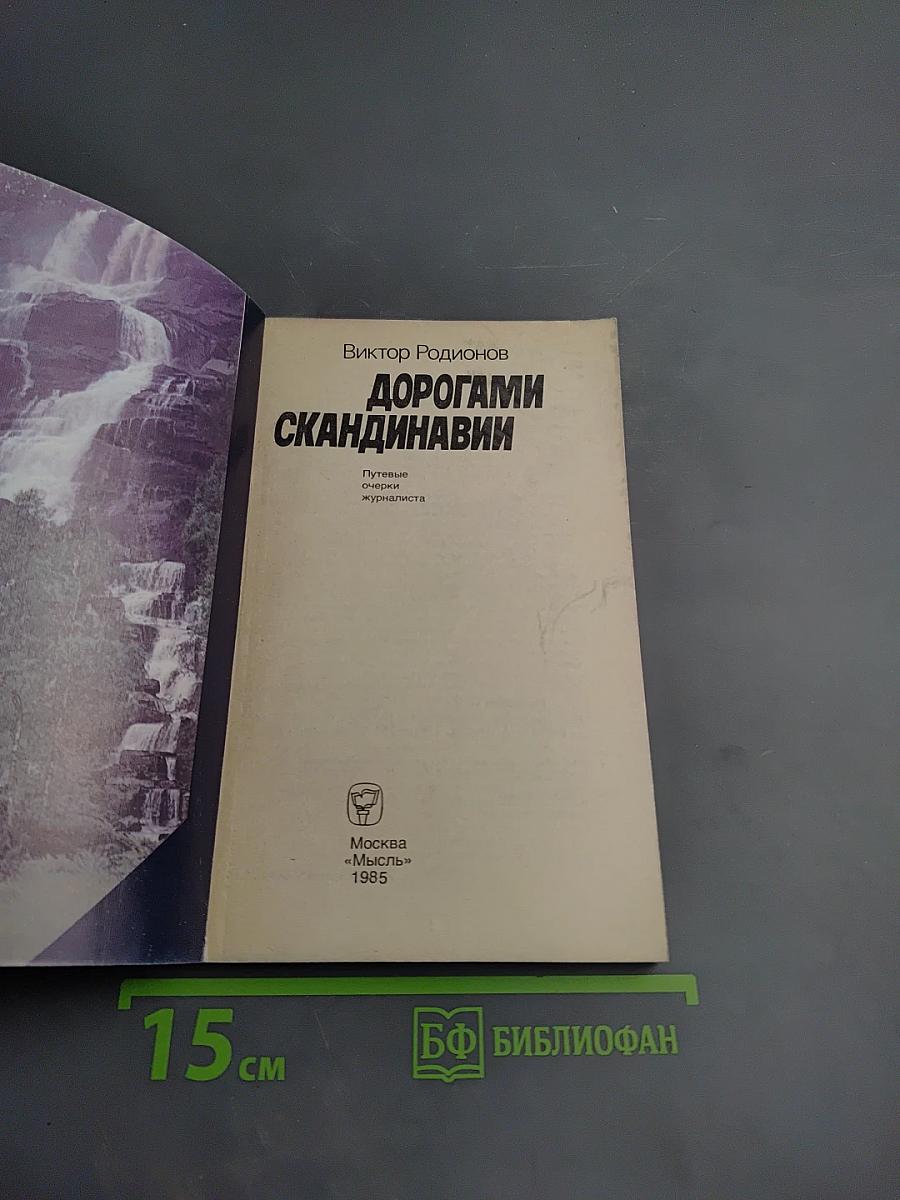 Виктор Родионов
ДОРОГАМИ
СКАНДИНАВИИ
Путевые
очерки
журналиста
Москва
«Мысль»
1985
15 см
БФ БИБЛИОФАН